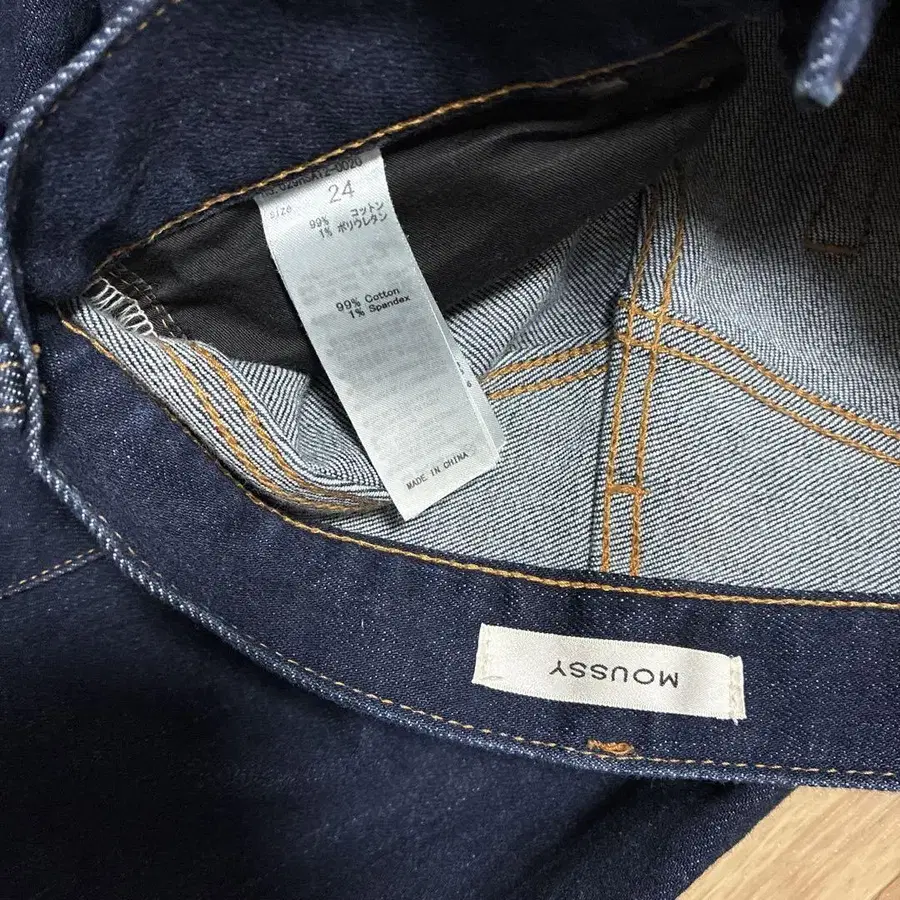 size
24
99% コットン
1% ポリウレタン
99% Cotton
1% Spandex
MADE IN CHINA
MOUSSY